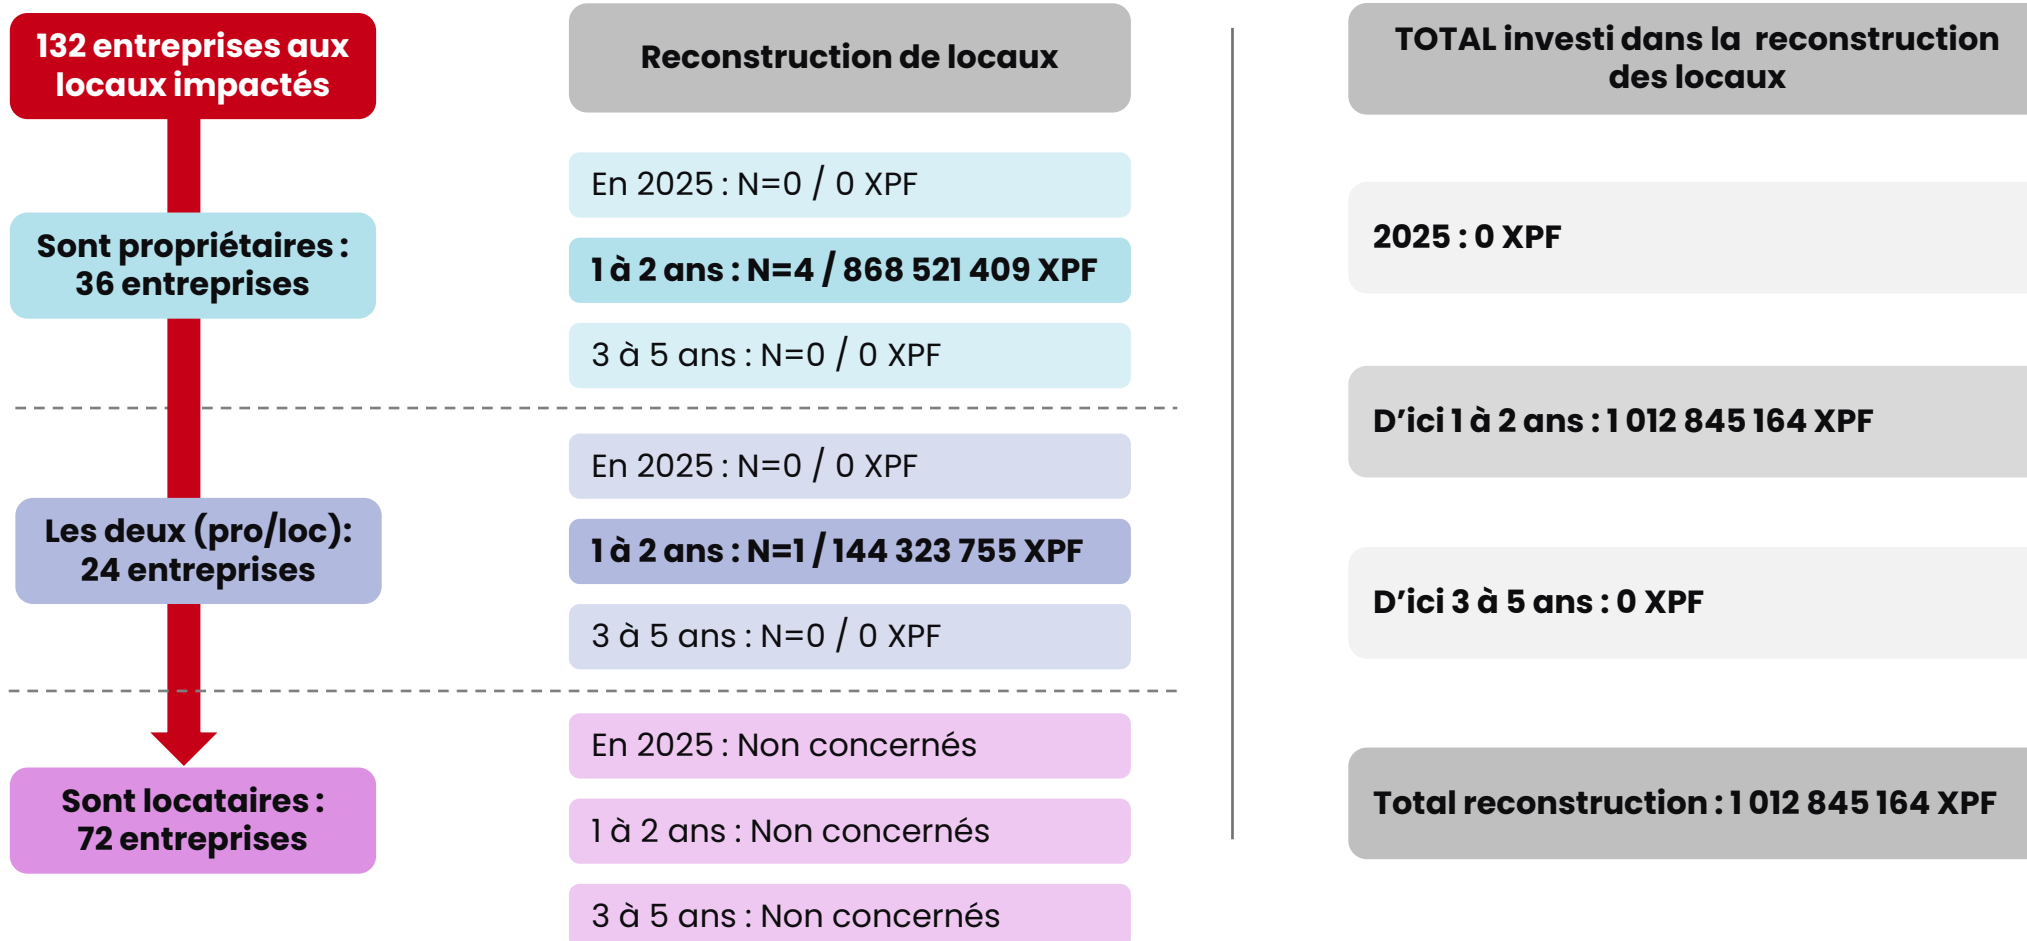 132 entreprises aux
locaux impactés
Sont propriétaires :
36 entreprises
Les deux (pro/loc):
24 entreprises
Sont locataires :
72 entreprises
Reconstruction de locaux
En 2025 : N=0 / 0 XPF
1 à 2 ans : N=4 / 868 521 409 XPF
3 à 5 ans : N=0 / 0 XPF
En 2025 : N=0 / 0 XPF
1 à 2 ans : N=1 / 144 323 755 XPF
3 à 5 ans : N=0 / 0 XPF
En 2025 : Non concernés
1 à 2 ans : Non concernés
3 à 5 ans : Non concernés
TOTAL investi dans la reconstruction
des locaux
2025 : 0 XPF
D’ici 1 à 2 ans : 1 012 845 164 XPF
D’ici 3 à 5 ans : 0 XPF
Total reconstruction : 1 012 845 164 XPF